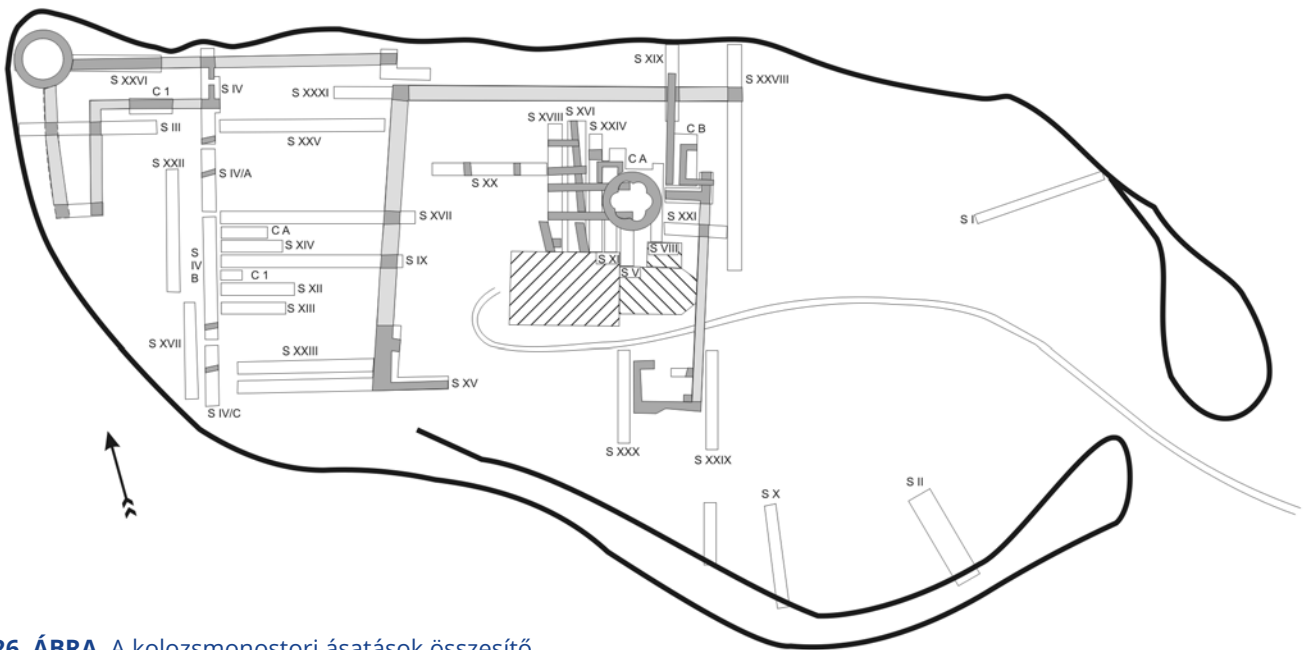 S XIX
S XXVIII
S XXVI
C 1
S IV
S XXXI
S III
S XXV
S XVIII
S XVI
S XXIV
C B
C A
S XXII
S IV/A
S XX
S XVII
S XXI
S I
C A
S XIV
S
IV
B
S IX
S XI
S VIII
S V
C 1
S XII
S XIII
S XVII
S XXIII
S XV
S IV/C
S XXX
S XXIX
S X
S II
26. ÁBRA. A kolozsmonostori ásatások összesítő